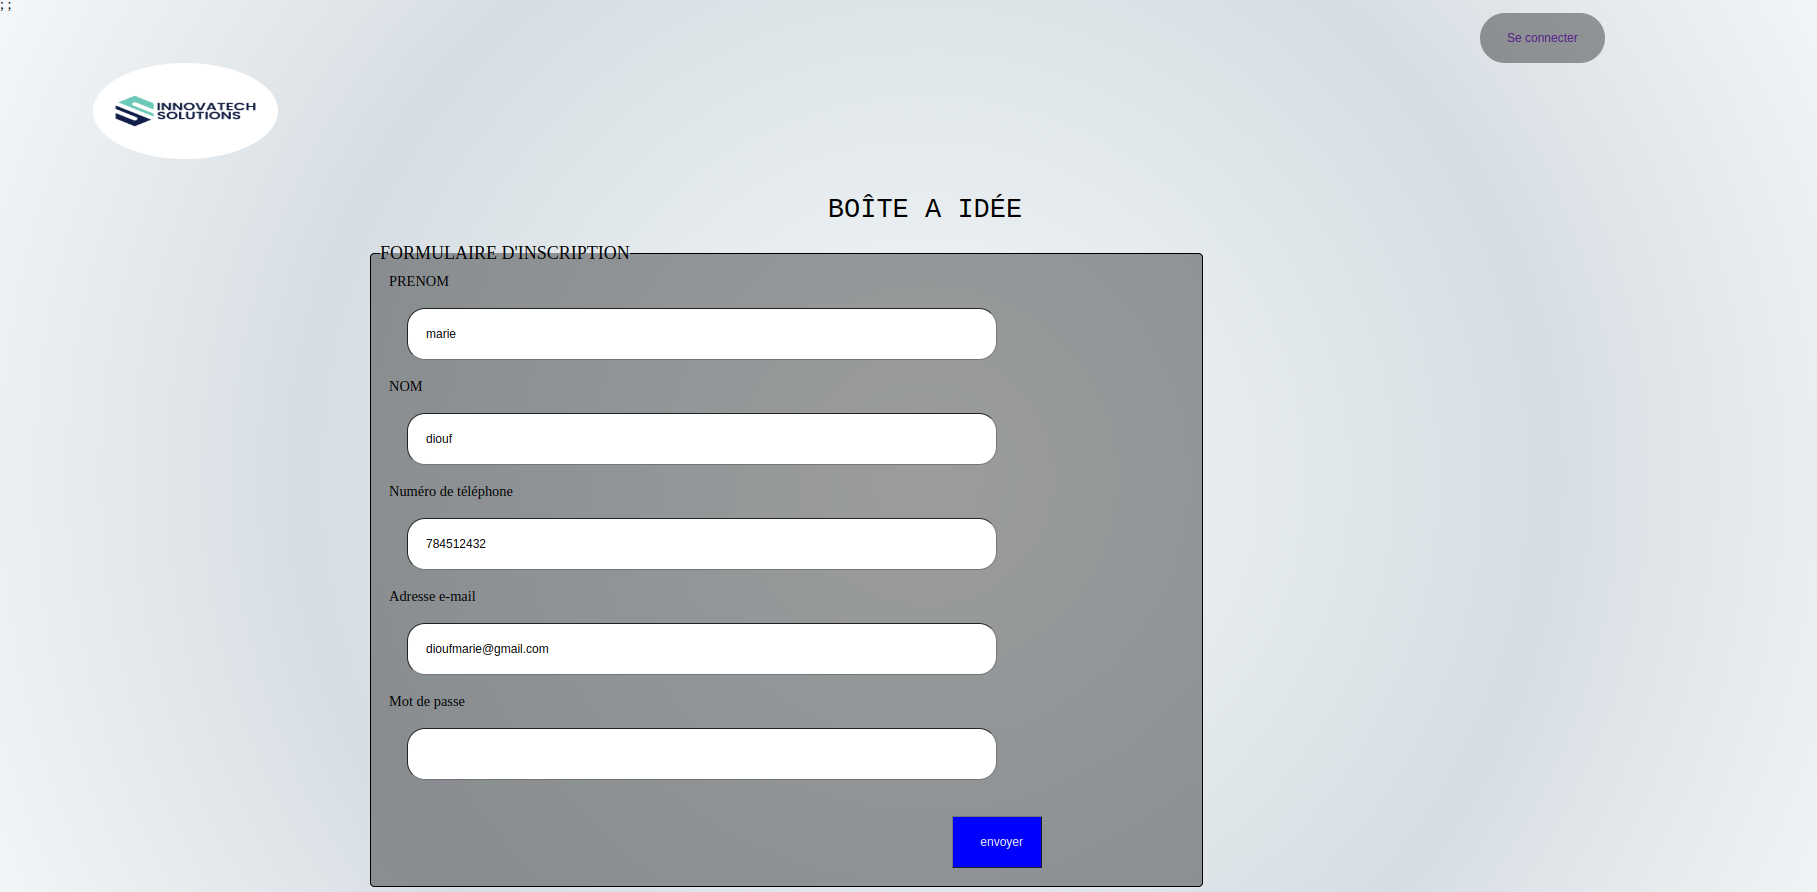 ; ;
Se connecter
INNOVATECH
SOLUTIONS
BOÎTE A IDÉE
FORMULAIRE D'INSCRIPTION
PRENOM
marie
NOM
diouf
Numéro de téléphone
784512432
Adresse e-mail
dioufmarie@gmail.com
Mot de passe
envoyer